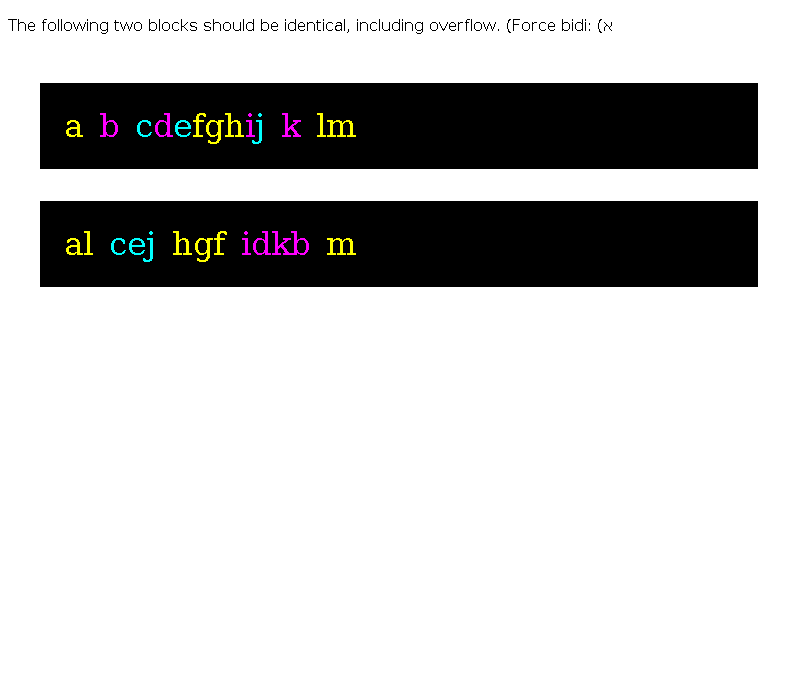 The following two blocks should be identical, including overflow. (Force bidi: (א
a b cdefghij k lm
al cej hgf idkb m